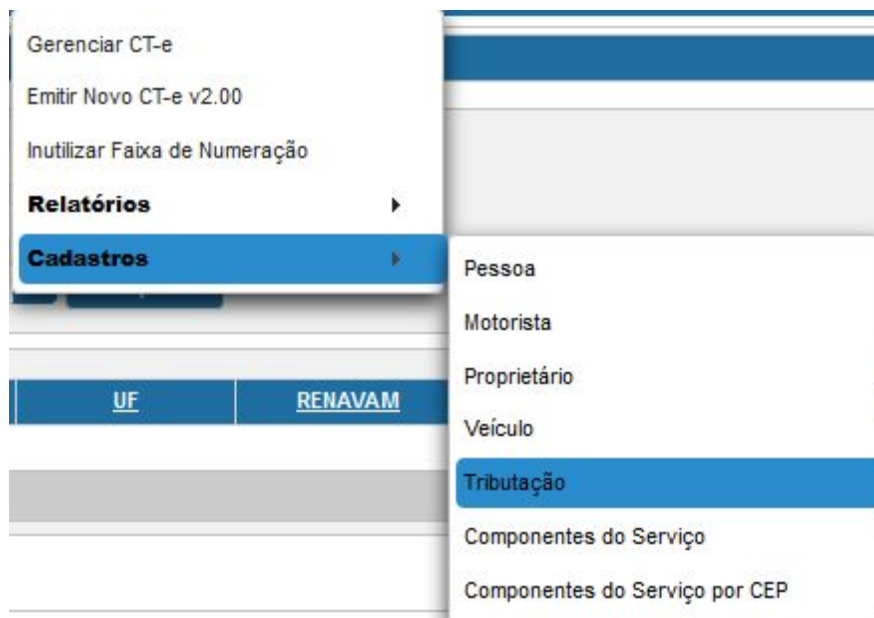 Gerenciar CT-e
Emitir Novo CT-e v2.00
Inutilizar Faixa de Numeração
Relatórios
Cadastros
Pessoa
Motorista
Proprietário
Veículo
Tributação
Componentes do Serviço
Componentes do Serviço por CEP
UF
RENAVAM